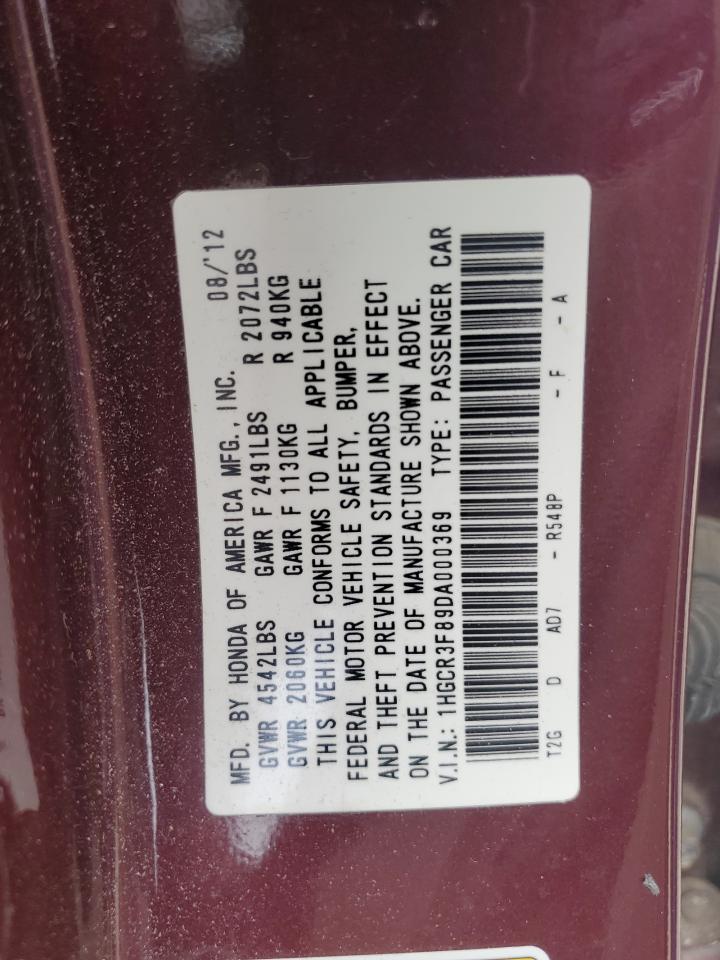 MFD. BY HONDA OF AMERICA MFG., INC. 08/'12
GVWR 4542LBS GAWR F 2491LBS R 2072LBS
GVWR 2060KG GAWR F 1130KG R 940KG
THIS VEHICLE CONFORMS TO ALL APPLICABLE
FEDERAL MOTOR VEHICLE SAFETY, BUMPER,
AND THEFT PREVENTION STANDARDS IN EFFECT
ON THE DATE OF MANUFACTURE SHOWN ABOVE.
V.I.N.: 1HGCR3F89DA000369 TYPE: PASSENGER CAR
T2G D AD7 - R548P - F - A